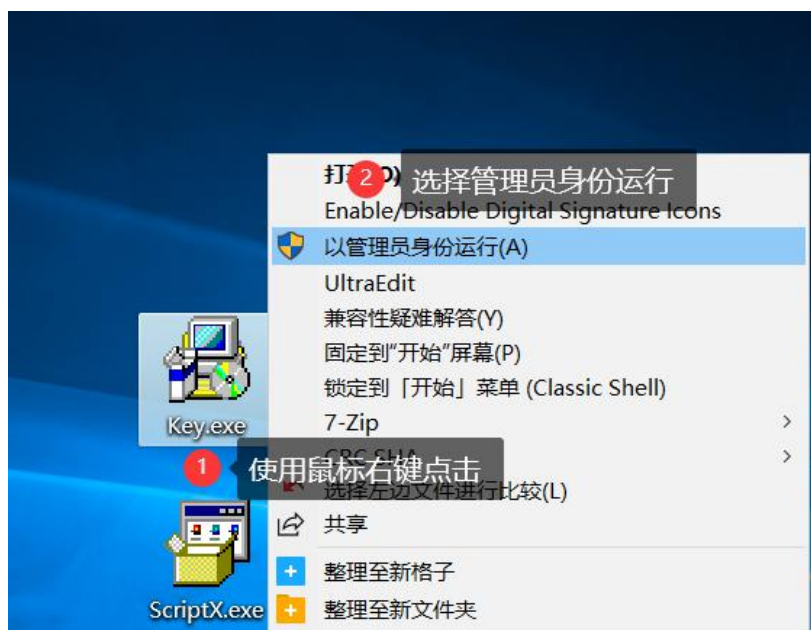 打开(O)
2
选择管理员身份运行
Enable/Disable Digital Signature Icons
以管理员身份运行(A)
UltraEdit
兼容性疑难解答(Y)
固定到"开始"屏幕(P)
锁定到「开始」菜单 (Classic Shell)
7-Zip
Key.exe
CRC SHA
1
使用鼠标右键点击
选择左边文件进行比较(L)
共享
整理至新格子
ScriptX.exe
整理至新文件夹